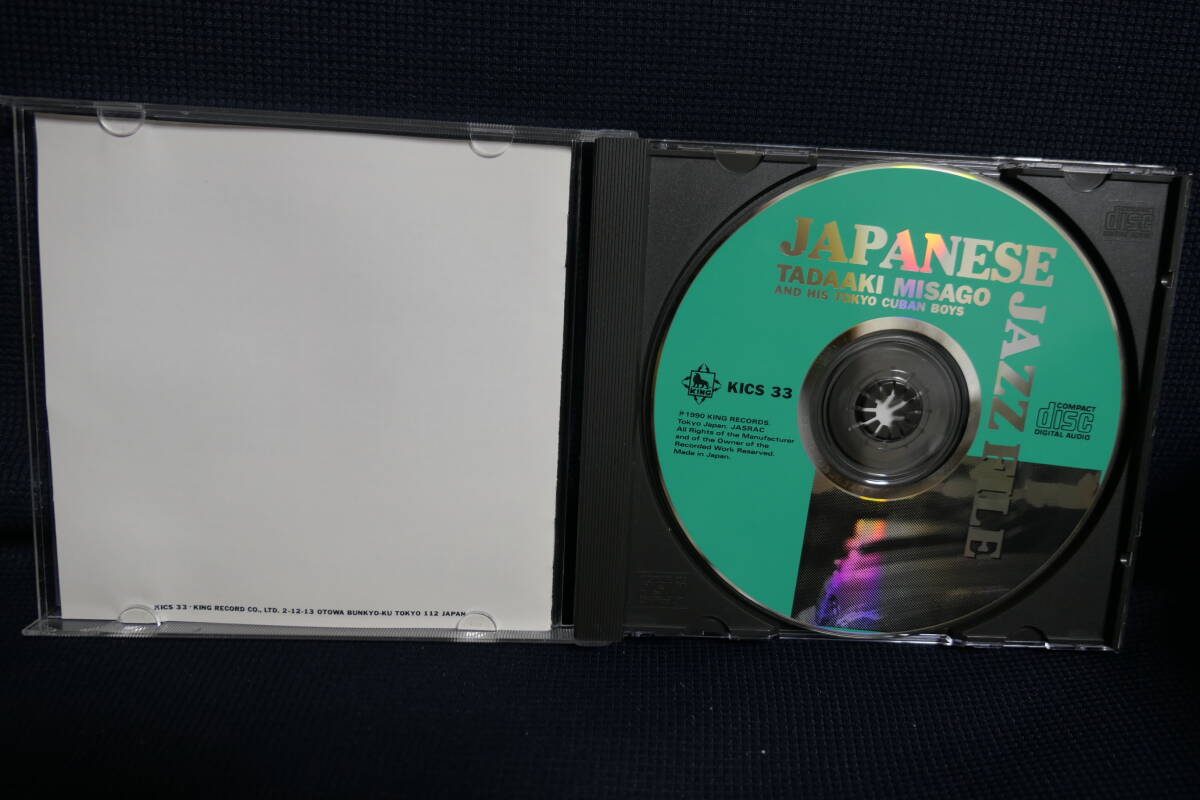 KICS 33・KING RECORD CO., LTD. 2-12-13 OTOWA BUNKYO-KU TOKYO 112 JAPAN
JAPANESE
JAZZ FILE
TADAAKI MISAGO
AND HIS TOKYO CUBAN BOYS
KING
KICS 33
℗1990 KING RECORDS.
Tokyo Japan. JASRAC
All Rights of the Manufacturer
and of the Owner of the
Recorded Work Reserved.
Made in Japan.
COMPACT
disc
DIGITAL AUDIO
disc